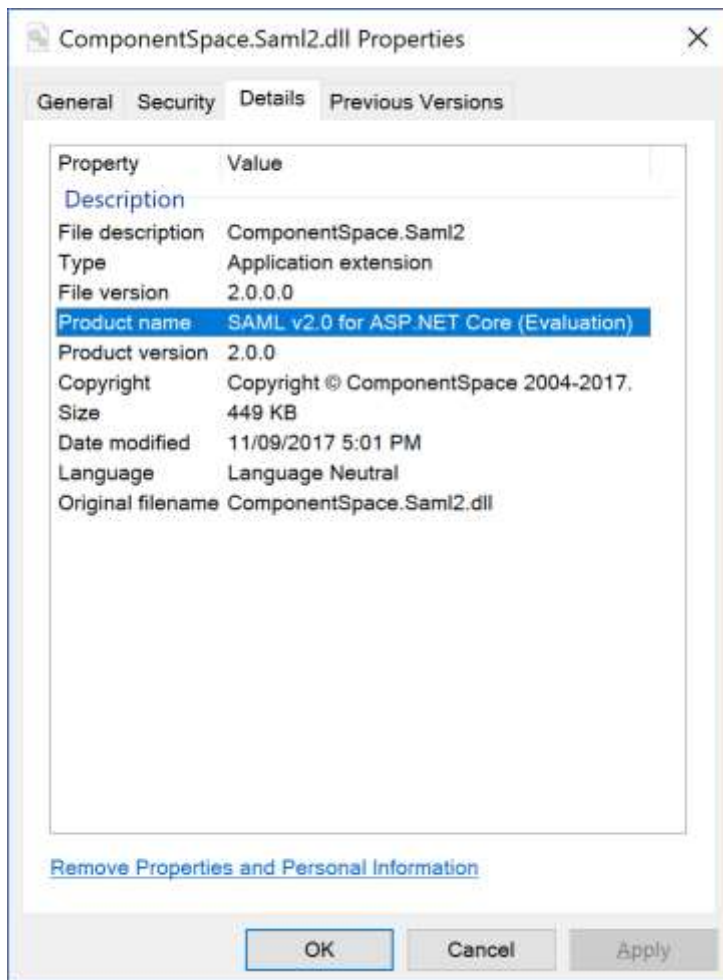 ComponentSpace.Saml2.dll Properties
General Security Details Previous Versions
Property Value
Description
File description ComponentSpace.Saml2
Type Application extension
File version 2.0.0.0
Product name SAML v2.0 for ASP.NET Core (Evaluation)
Product version 2.0.0
Copyright Copyright © ComponentSpace 2004-2017.
Size 449 KB
Date modified 11/09/2017 5:01 PM
Language Language Neutral
Original filename ComponentSpace.Saml2.dll
Remove Properties and Personal Information
OK Cancel Apply